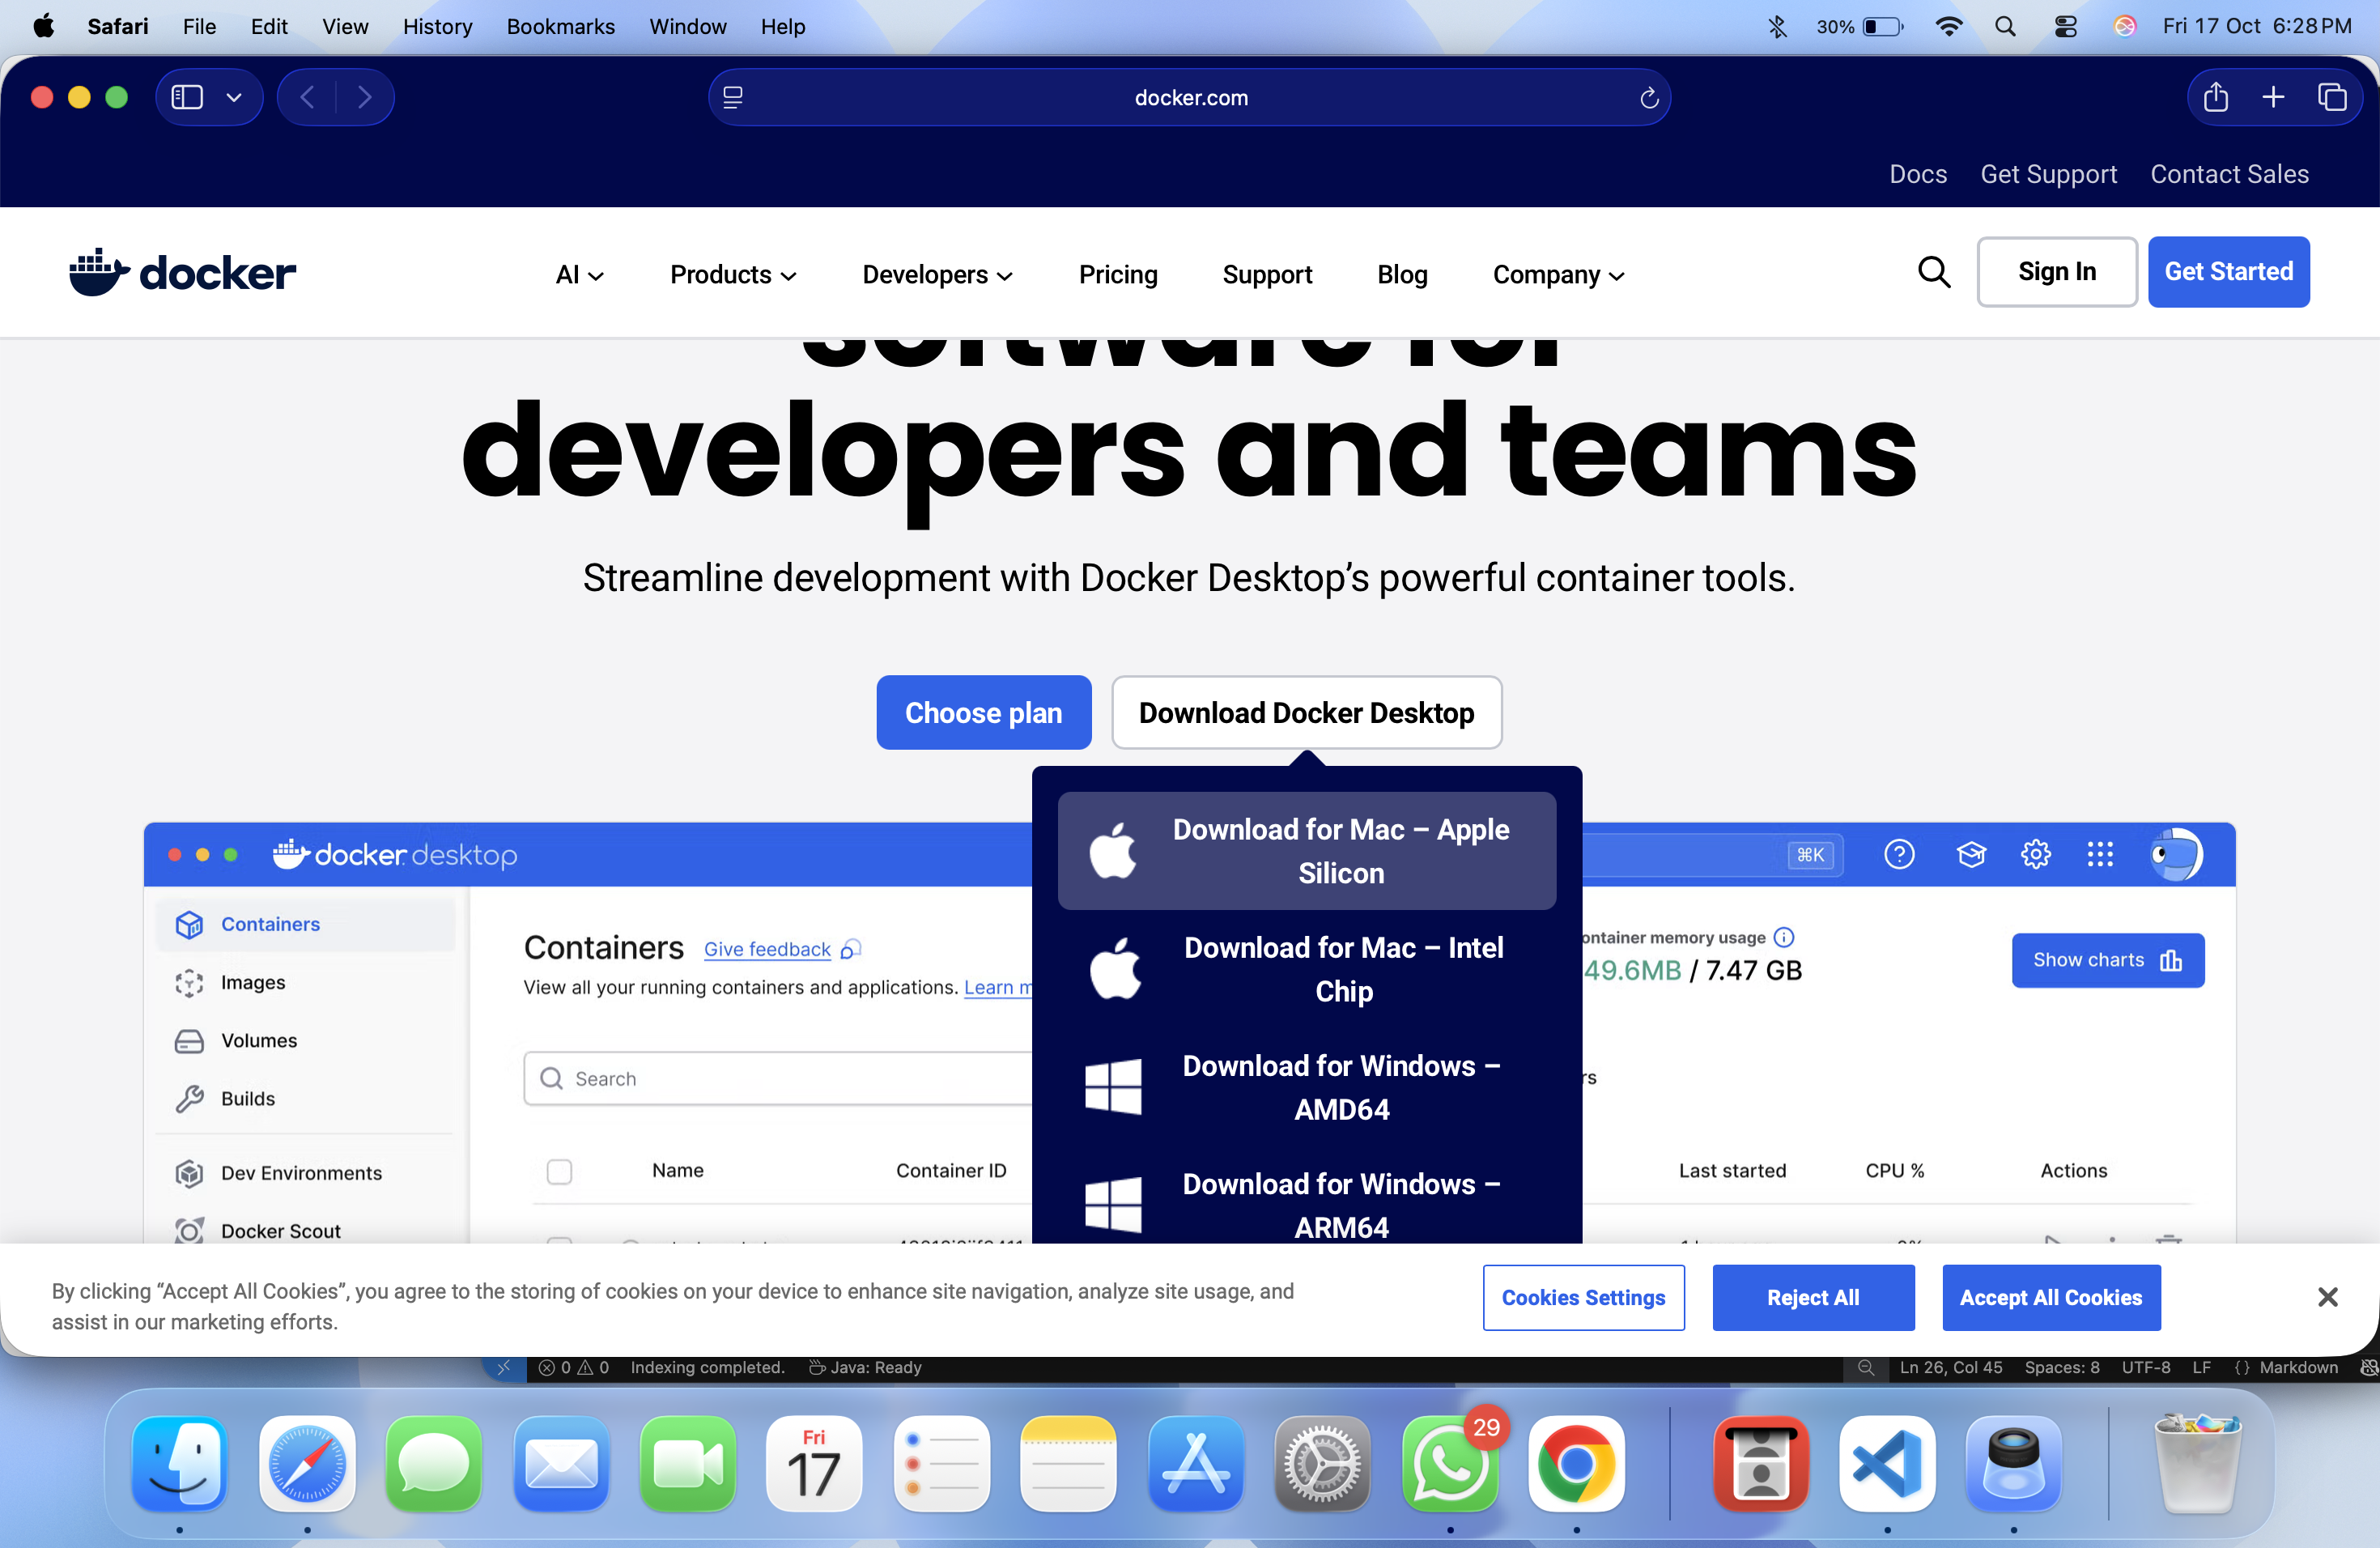 Safari File Edit View History Bookmarks Window Help 30% Fri 17 Oct 6:28 PM
docker.com
Docs Get Support Contact Sales
docker AI Products Developers Pricing Support Blog Company Sign In Get Started
software for
developers and teams
Streamline development with Docker Desktop’s powerful container tools.
Choose plan Download Docker Desktop
Download for Mac – Apple
Silicon
Download for Mac – Intel
Chip
Download for Windows –
AMD64
Download for Windows –
ARM64
docker desktop ⌘K
Containers
Images
Volumes
Builds
Dev Environments
Docker Scout
Containers Give feedback
View all your running containers and applications. Learn
Search
Name Container ID Last started CPU % Actions
ontainer memory usage
49.6MB / 7.47 GB
Show charts
rs
By clicking “Accept All Cookies”, you agree to the storing of cookies on your device to enhance site navigation, analyze site usage, and
assist in our marketing efforts.
Cookies Settings Reject All Accept All Cookies
0 0 Indexing completed. Java: Ready Ln 26, Col 45 Spaces: 8 UTF-8 LF {} Markdown
Fri
17
29